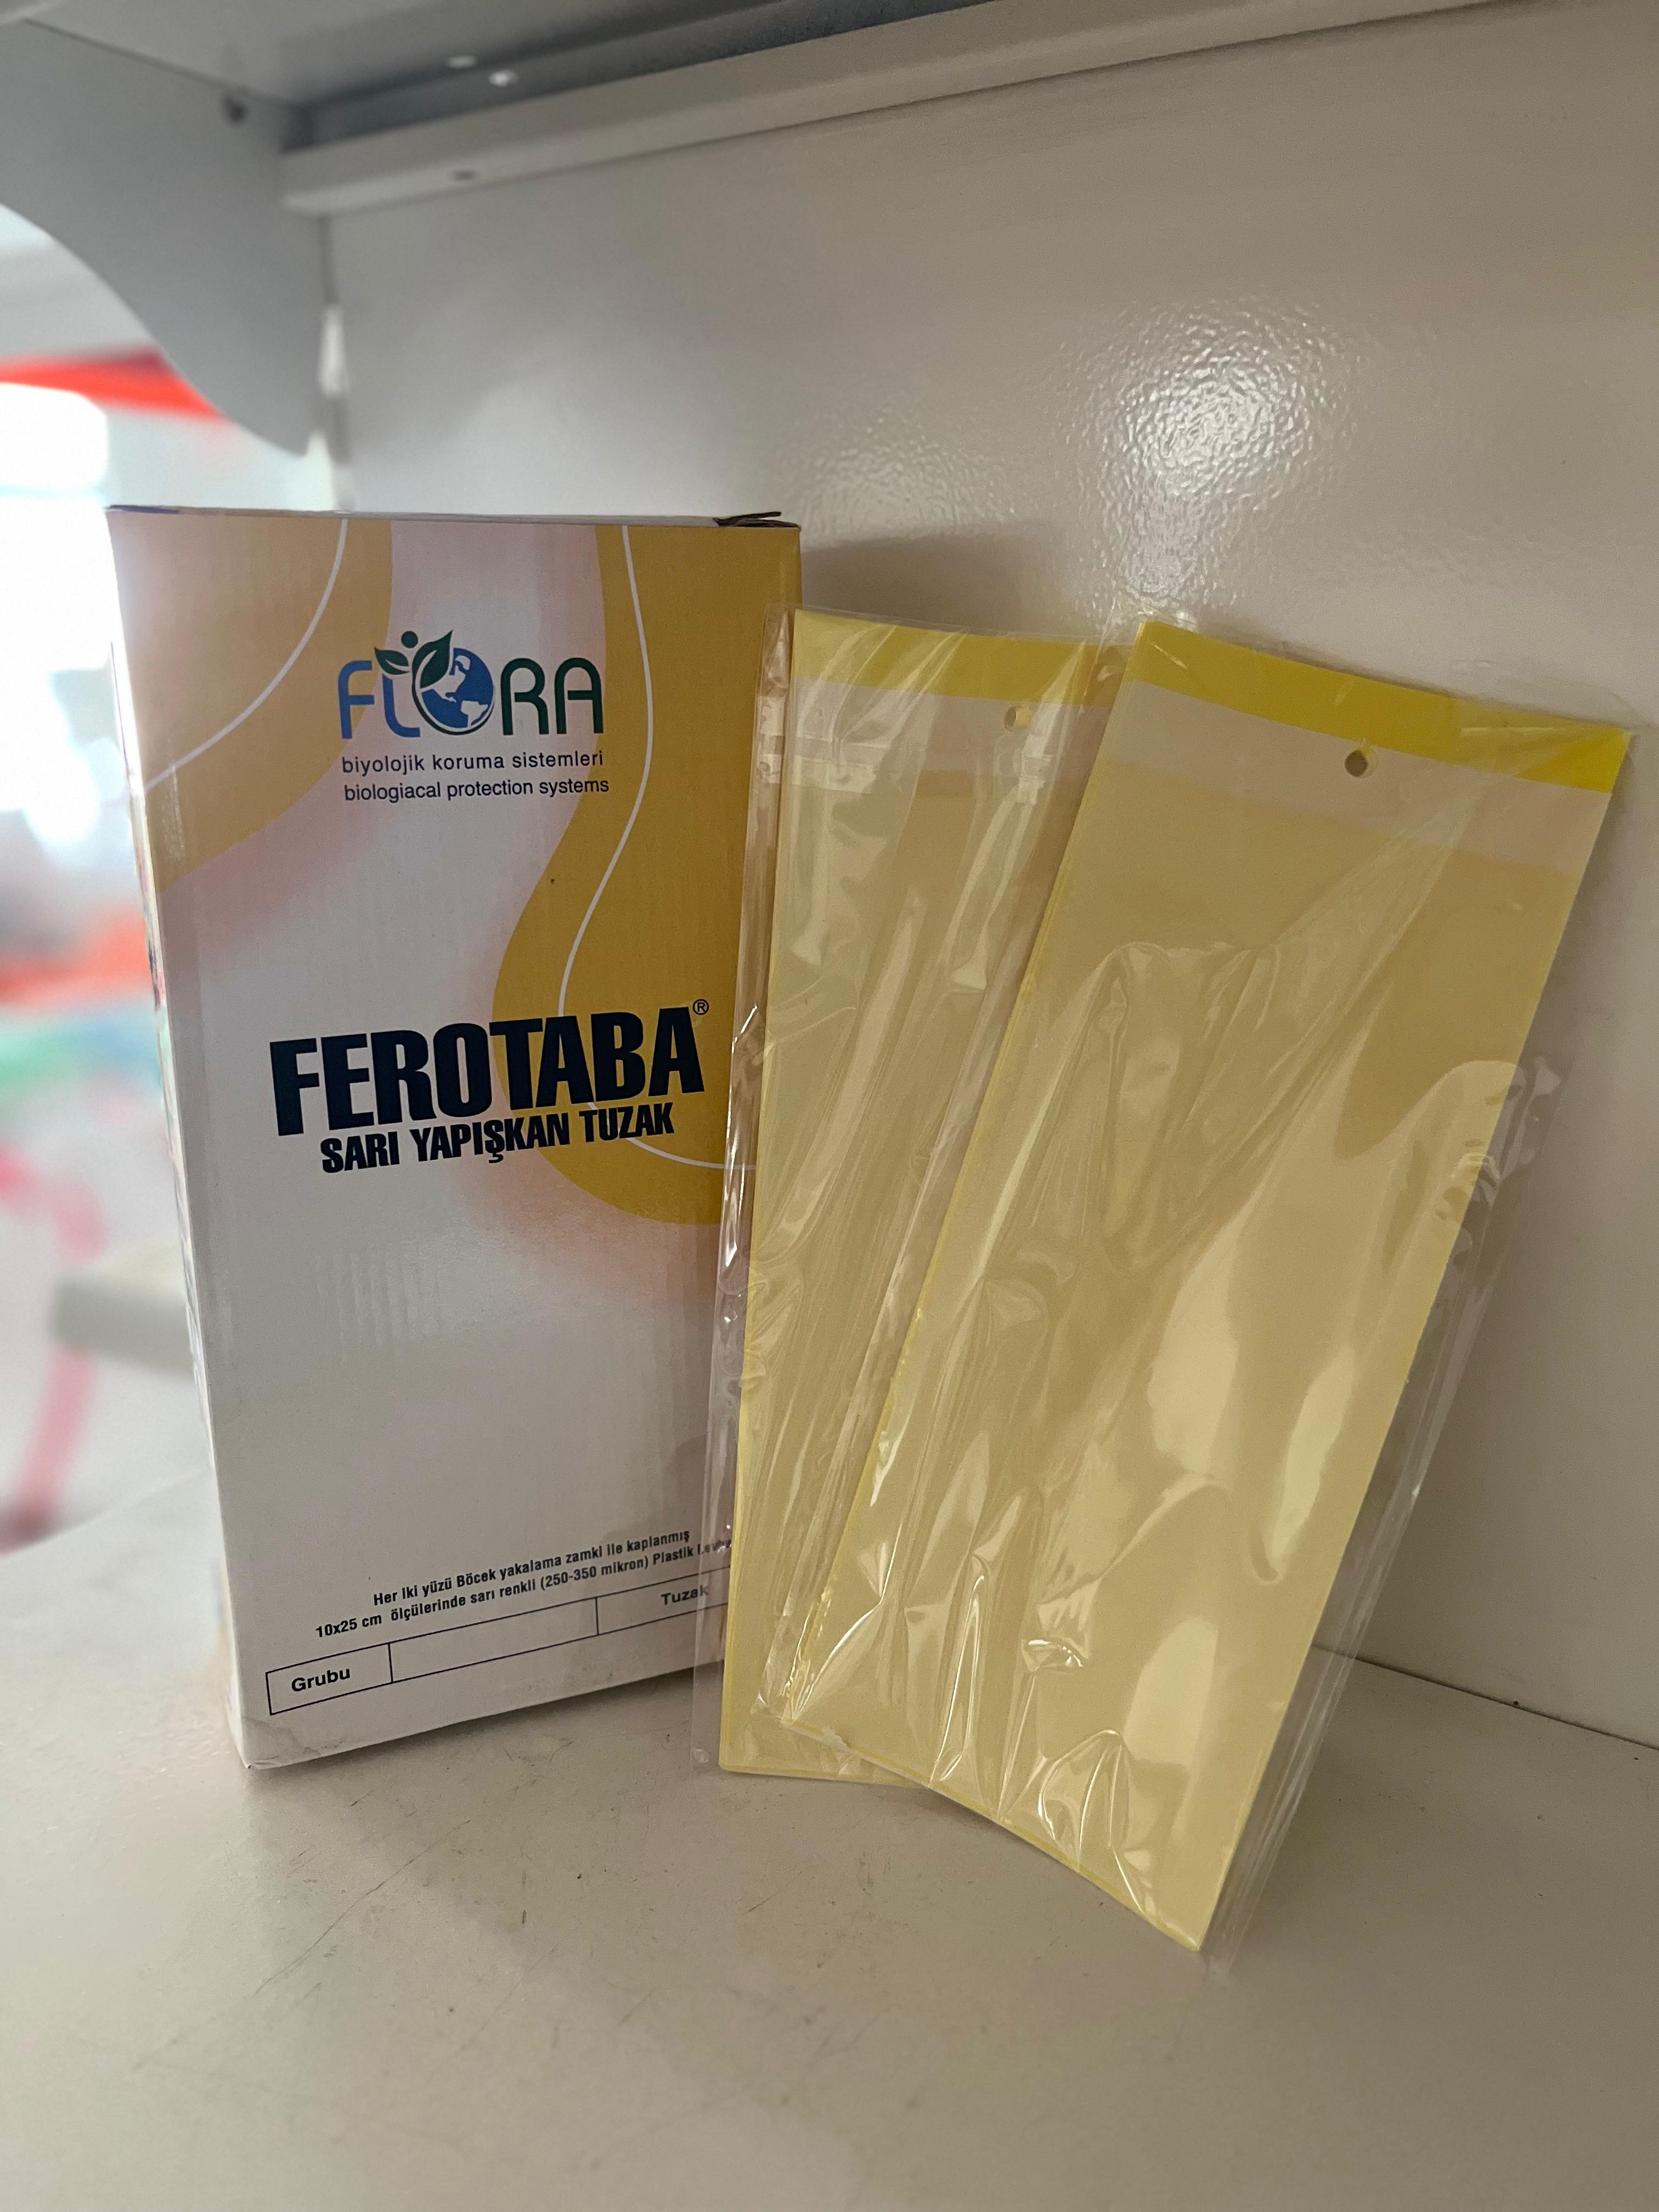 FLORA
biyolojik koruma sistemleri
biologiacal protection systems
FEROTABA®
SARI YAPIŞKAN TUZAK
Her iki yüzü Böcek yakalama zamkı ile kaplanmış
10x25 cm ölçülerinde sarı renkli (250-350 mikron) Plastik
Grubu Tuzak